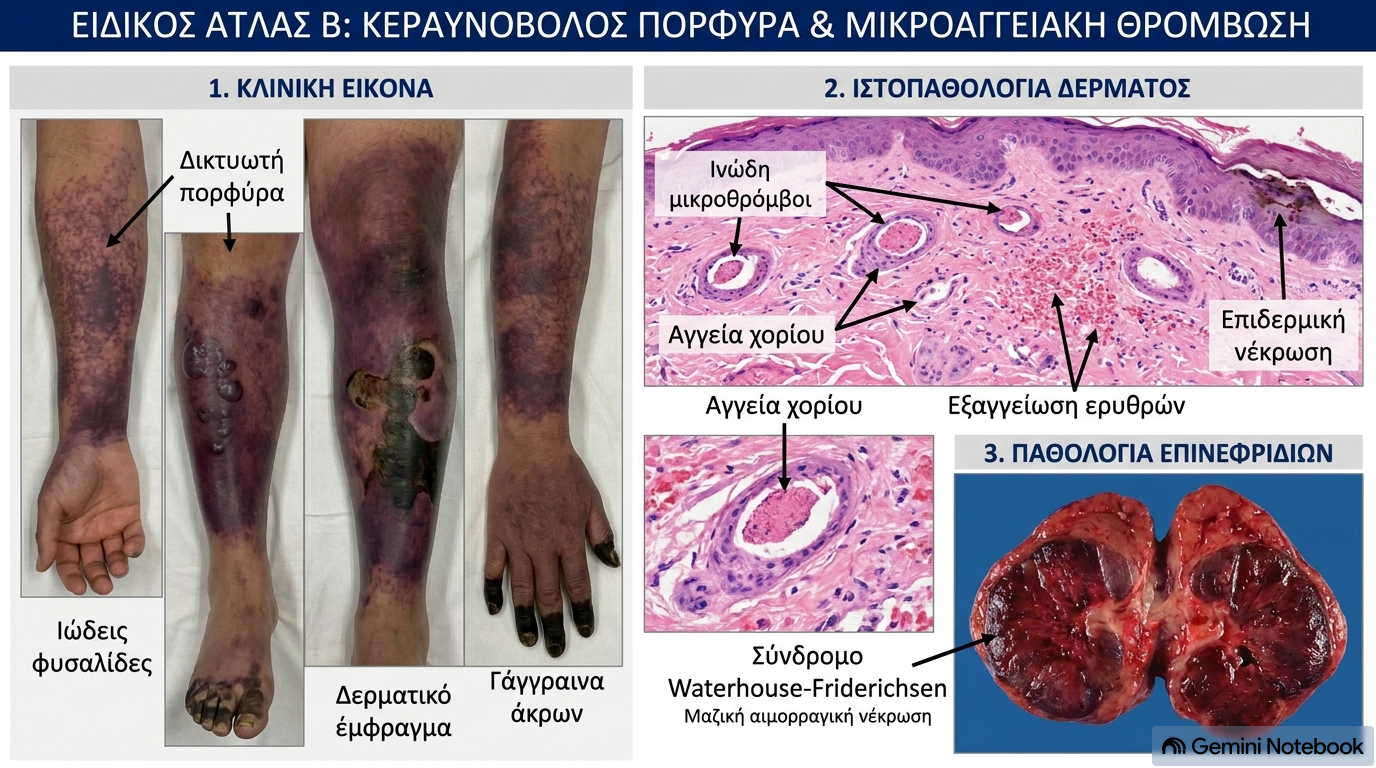 ΕΙΔΙΚΟΣ ΑΤΛΑΣ Β: ΚΕΡΑΥΝΟΒΟΛΟΣ ΠΟΡΦΥΡΑ & ΜΙΚΡΟΑΓΓΕΙΑΚΗ ΘΡΟΜΒΩΣΗ
1. ΚΛΙΝΙΚΗ ΕΙΚΟΝΑ
Δικτυωτή
πορφύρα
Ιώδεις
φυσαλίδες
Δερματικό
έμφραγμα
Γάγγραινα
άκρων
2. ΙΣΤΟΠΑΘΟΛΟΓΙΑ ΔΕΡΜΑΤΟΣ
Ινώδη
μικροθρόμβοι
Αγγεία χορίου
Επιδερμική
νέκρωση
Αγγεία χορίου
Εξαγγείωση ερυθρών
3. ΠΑΘΟΛΟΓΙΑ ΕΠΙΝΕΦΡΙΔΙΩΝ
Σύνδρομο
Waterhouse-Friderichsen
Μαζική αιμορραγική νέκρωση
Gemini Notebook